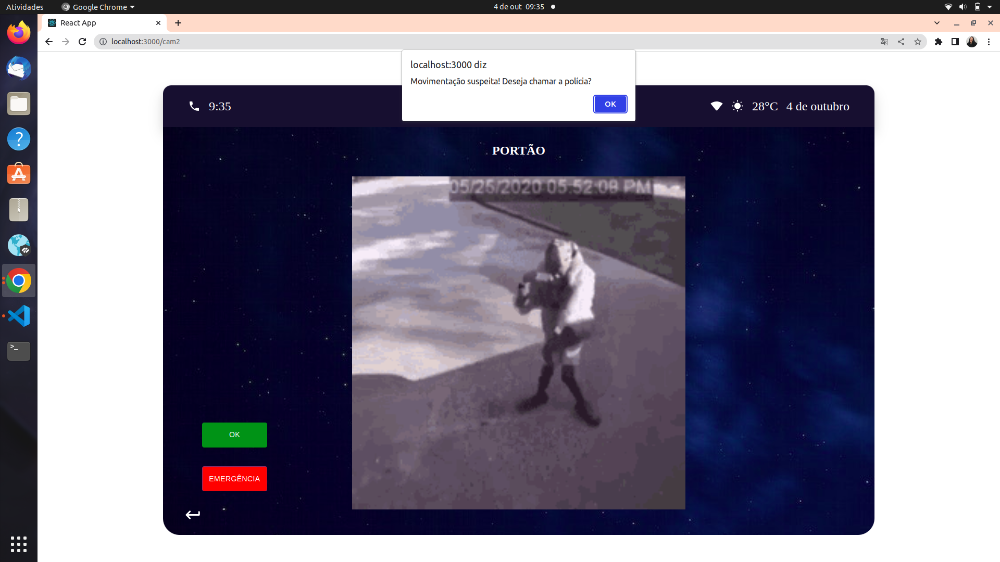 Atividades
Google Chrome
4 de out 09:35
React App
localhost:3000/cam2
localhost:3000 diz
Movimentação suspeita! Deseja chamar a polícia?
OK
9:35
28°C 4 de outubro
PORTÃO
05/25/2020 05:52:08 PM
OK
EMERGÊNCIA